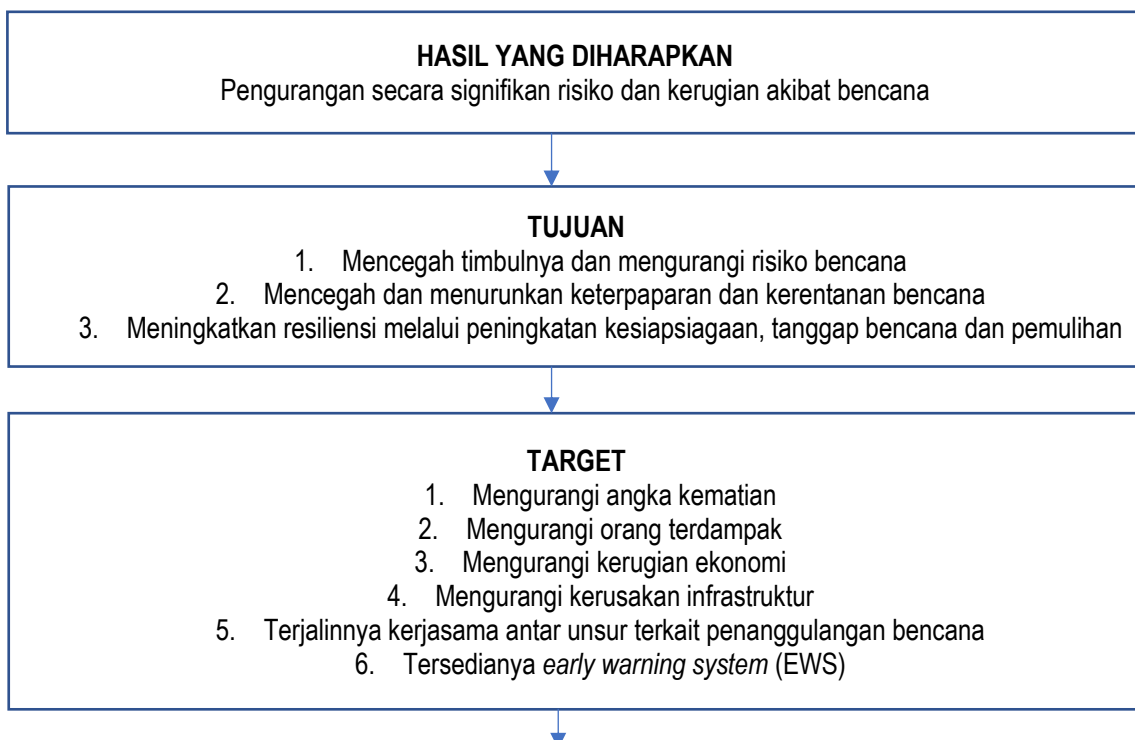 HASIL YANG DIHARAPKAN
Pengurangan secara signifikan risiko dan kerugian akibat bencana
TUJUAN
1. Mencegah timbulnya dan mengurangi risiko bencana
2. Mencegah dan menurunkan keterpaparan dan kerentanan bencana
3. Meningkatkan resiliensi melalui peningkatan kesiapsiagaan, tanggap bencana dan pemulihan
TARGET
1. Mengurangi angka kematian
2. Mengurangi orang terdampak
3. Mengurangi kerugian ekonomi
4. Mengurangi kerusakan infrastruktur
5. Terjalinnya kerjasama antar unsur terkait penanggulangan bencana
6. Tersedianya early warning system (EWS)